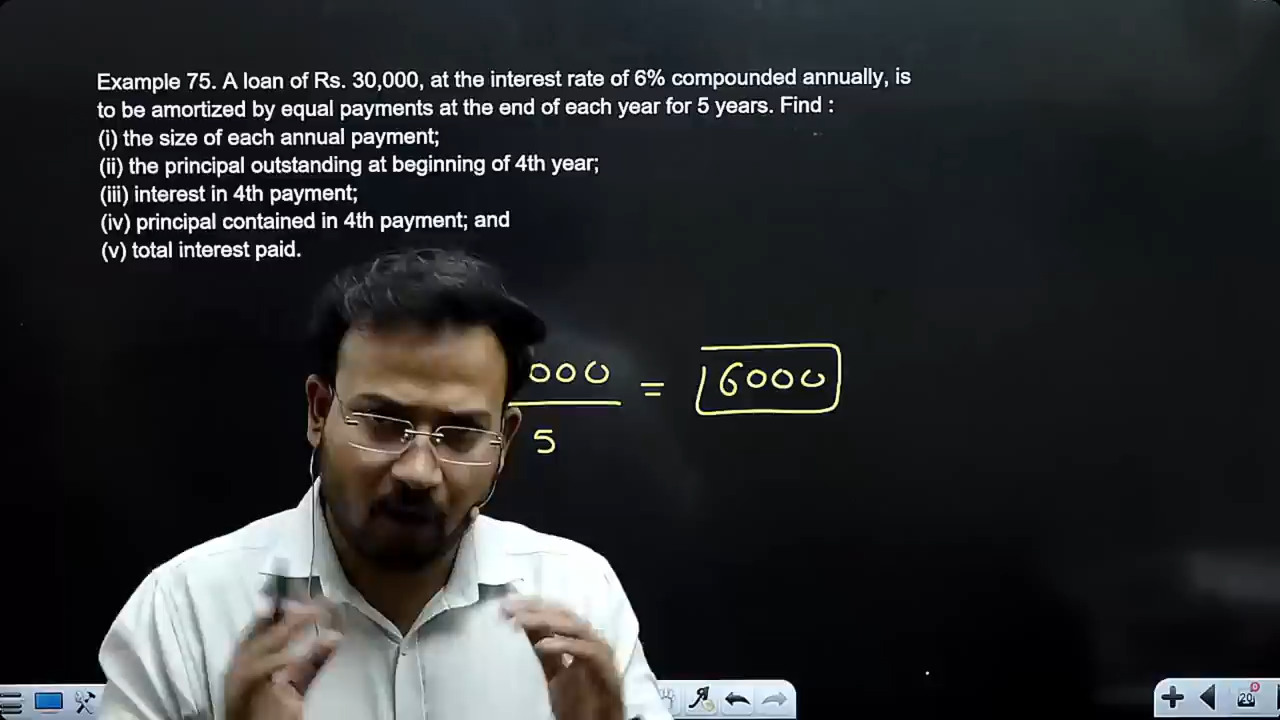 Example 75. A loan of Rs. 30,000, at the interest rate of 6% compounded annually, is
to be amortized by equal payments at the end of each year for 5 years. Find :
(i) the size of each annual payment;
(ii) the principal outstanding at beginning of 4th year;
(iii) interest in 4th payment;
(iv) principal contained in 4th payment; and
(v) total interest paid.
000 = 6000
5
20